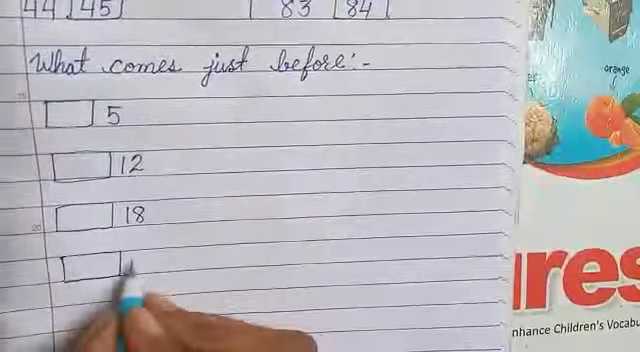 44 45 83 84
What comes just before:-
5
12
18
orange
res
nhance Children's Vocabu